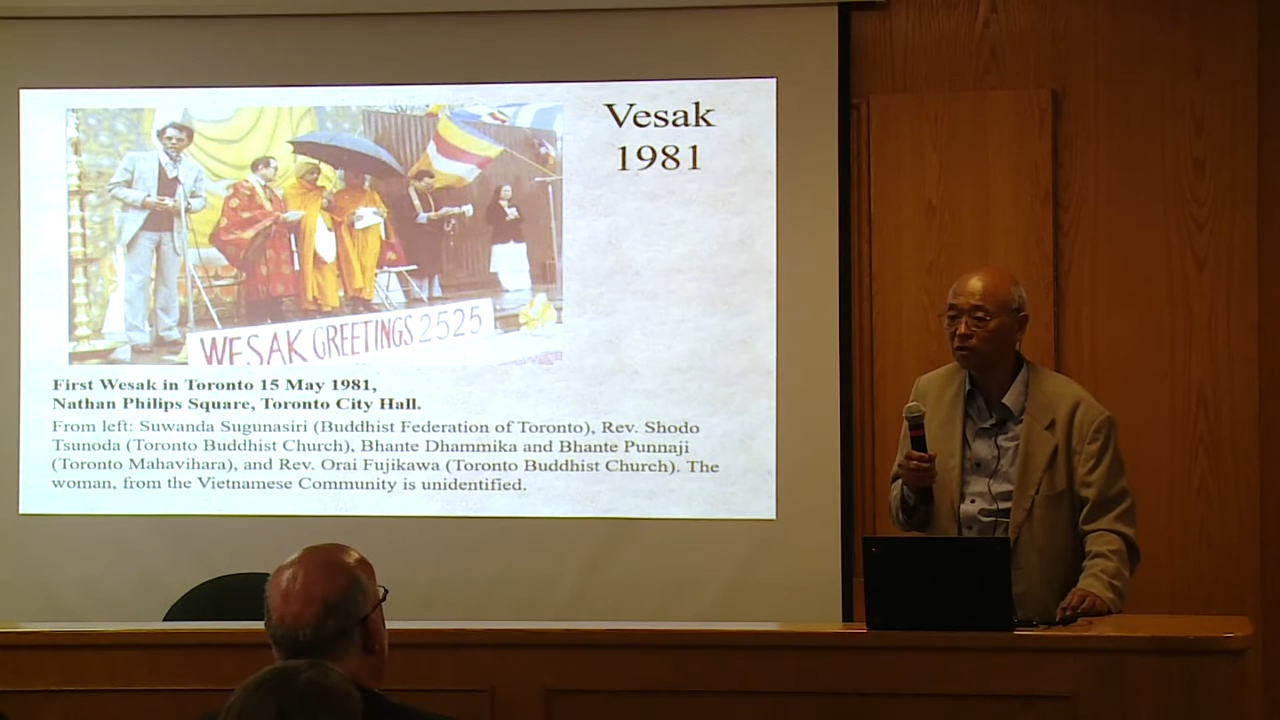 Vesak
1981
WESAK GREETINGS 2525
First Wesak in Toronto 15 May 1981,
Nathan Philips Square, Toronto City Hall.
From left: Suwanda Sugunasiri (Buddhist Federation of Toronto), Rev. Shodo
Tsunoda (Toronto Buddhist Church), Bhante Dhammika and Bhante Punnaji
(Toronto Mahavihara), and Rev. Orai Fujikawa (Toronto Buddhist Church). The
woman, from the Vietnamese Community is unidentified.